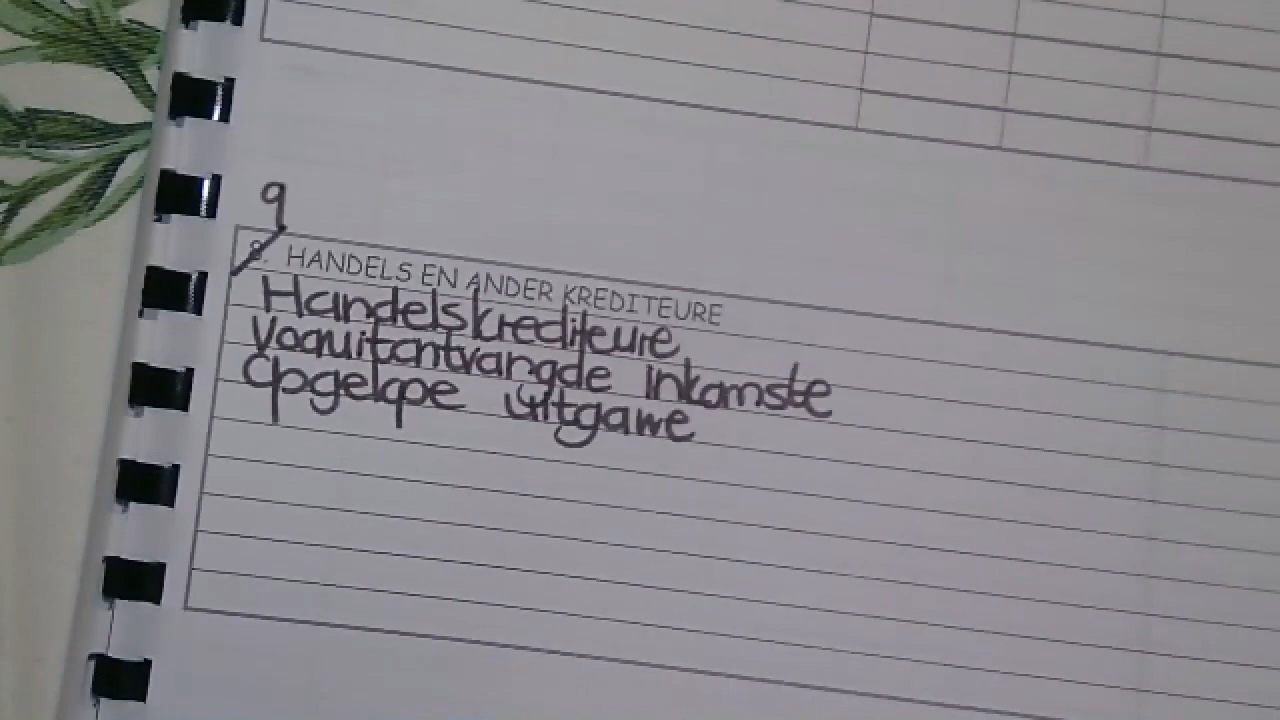 9
8. HANDELS EN ANDER KREDITEURE
Handelskrediteure
Vooruitontvangde inkomste
Opgelope uitgawe